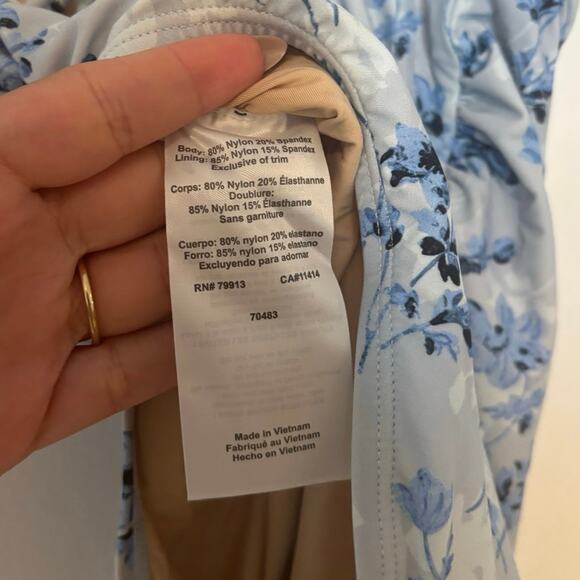 Body: 80% Nylon 20% Spandex
Lining: 85% Nylon 15% Spandex
Exclusive of trim
Corps: 80% Nylon 20% Élasthanne
Doublure:
85% Nylon 15% Élasthanne
Sans garniture
Cuerpo: 80% nylon 20% elastano
Forro: 85% nylon 15% elastano
Excluyendo para adornar
RN# 79913 CA#11414
70483
Made in Vietnam
Fabriqué au Vietnam
Hecho en Vietnam